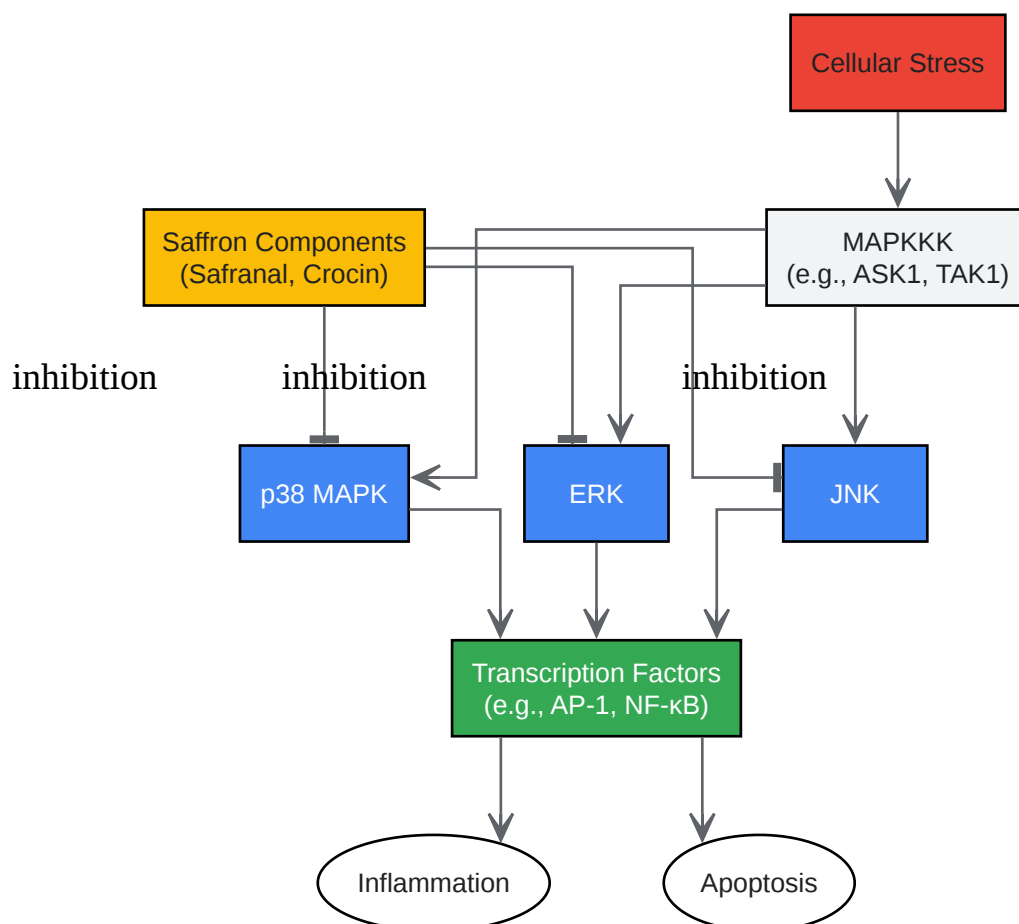 Cellular Stress
Saffron Components
(Safranal, Crocin)
MAPKKK
(e.g., ASK1, TAK1)
inhibition
inhibition
inhibition
p38 MAPK
ERK
JNK
Transcription Factors
(e.g., AP-1, NF-κB)
Inflammation
Apoptosis